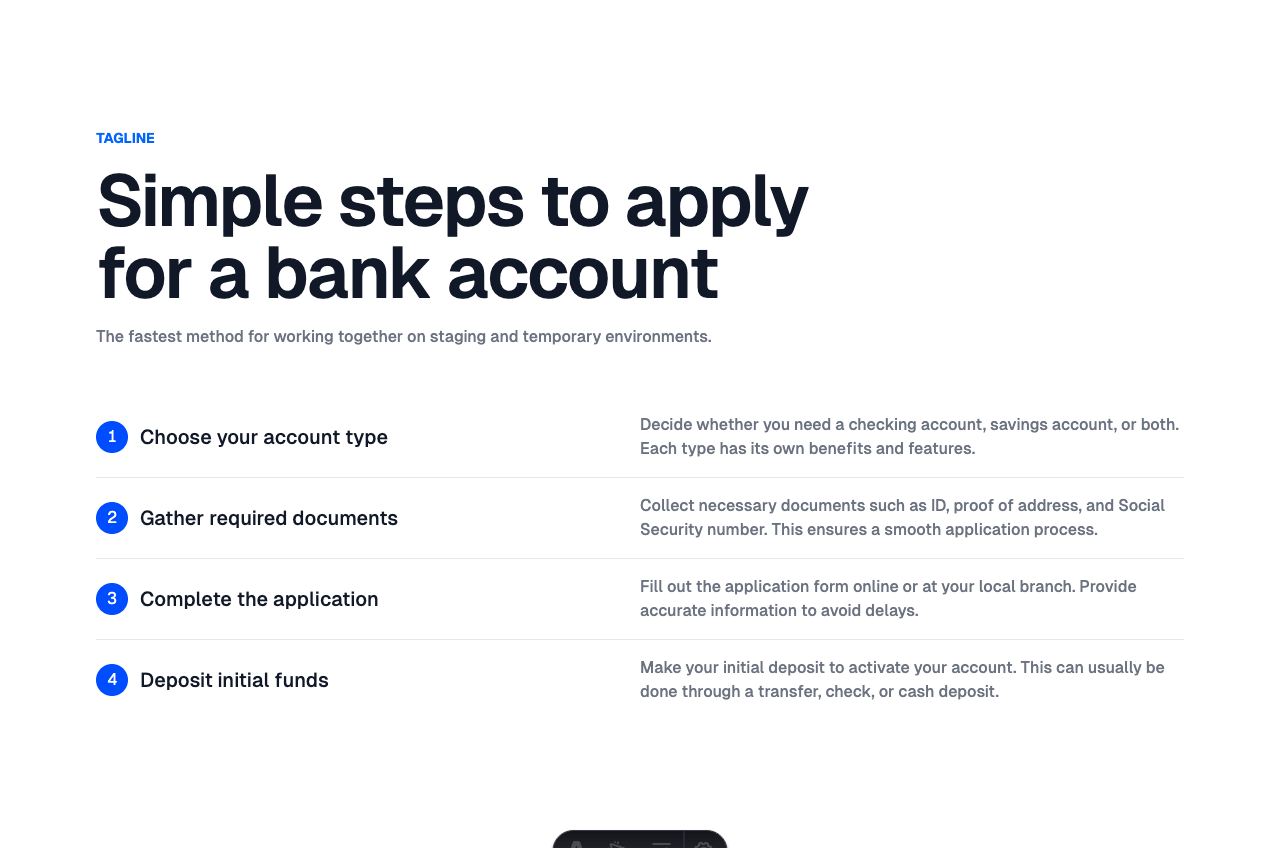 TAGLINE
Simple steps to apply
for a bank account
The fastest method for working together on staging and temporary environments.
1 Choose your account type
Decide whether you need a checking account, savings account, or both.
Each type has its own benefits and features.
2 Gather required documents
Collect necessary documents such as ID, proof of address, and Social
Security number. This ensures a smooth application process.
3 Complete the application
Fill out the application form online or at your local branch. Provide
accurate information to avoid delays.
4 Deposit initial funds
Make your initial deposit to activate your account. This can usually be
done through a transfer, check, or cash deposit.